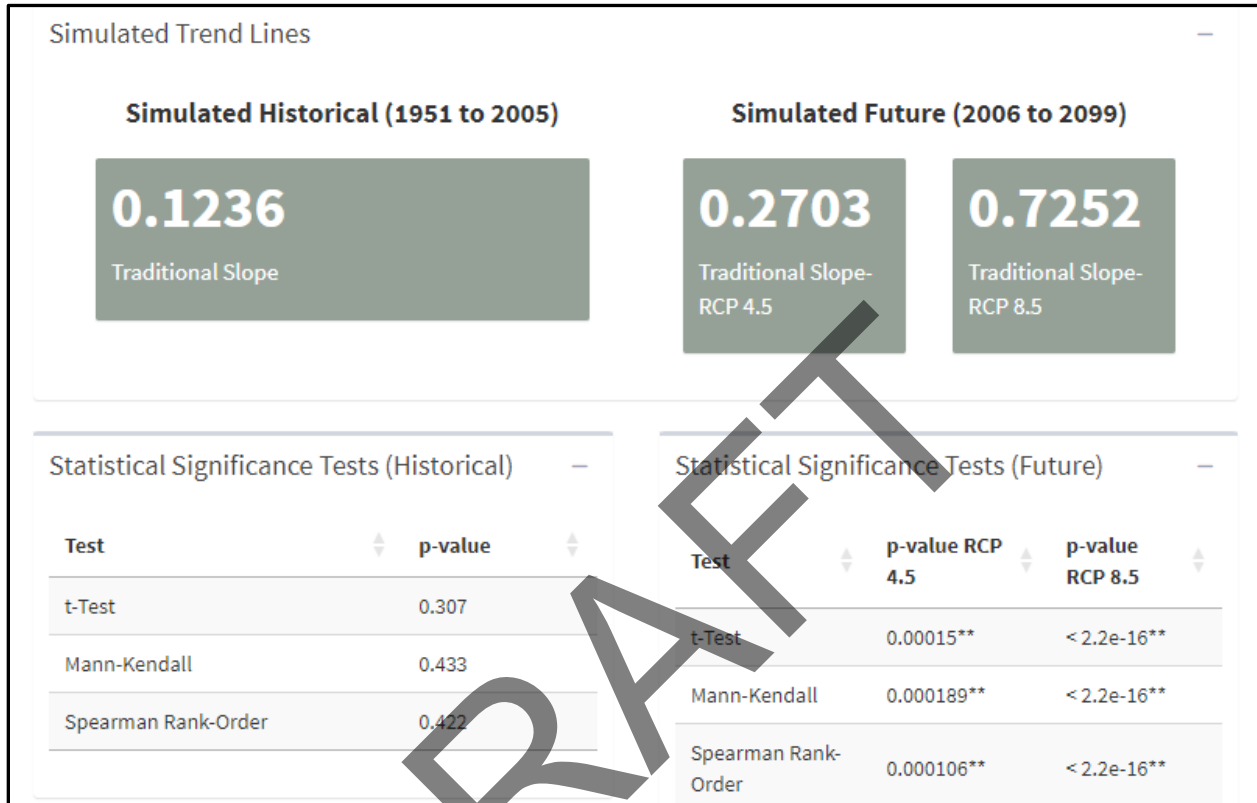 Simulated Trend Lines
Simulated Historical (1951 to 2005)
0.1236
Traditional Slope
Simulated Future (2006 to 2099)
0.2703
Traditional Slope-
RCP 4.5
0.7252
Traditional Slope-
RCP 8.5
Statistical Significance Tests (Historical)
Test p-value
t-Test 0.307
Mann-Kendall 0.433
Spearman Rank-Order 0.422
Statistical Significance Tests (Future)
Test
p-value RCP
4.5
p-value
RCP 8.5
t-Test 0.00015** < 2.2e-16**
Mann-Kendall 0.000189** < 2.2e-16**
Spearman Rank-
Order
0.000106** < 2.2e-16**
RAFT